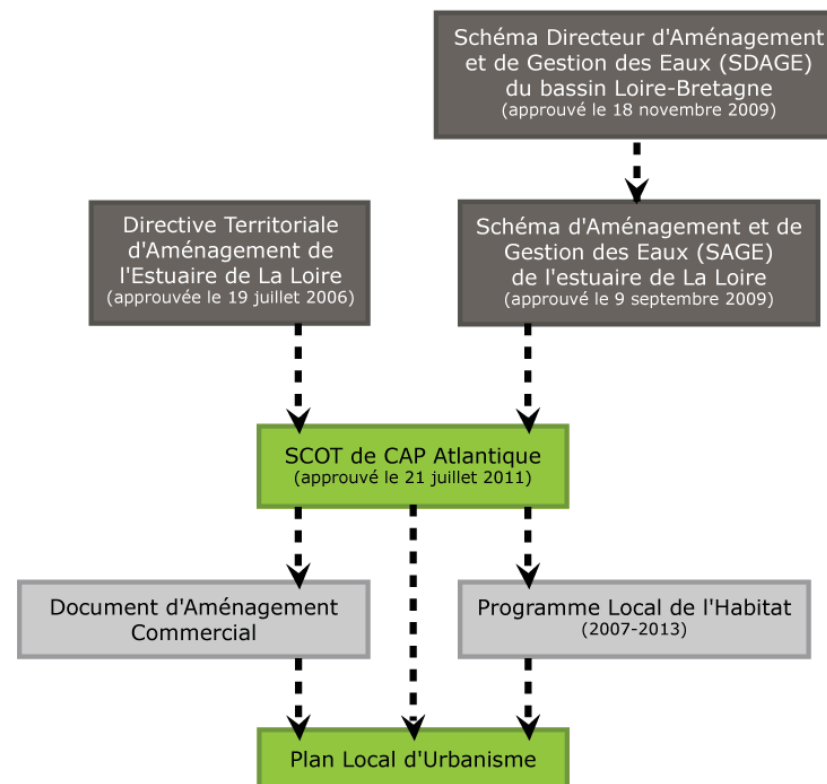 Schéma Directeur d'Aménagement
et de Gestion des Eaux (SDAGE)
du bassin Loire-Bretagne
(approuvé le 18 novembre 2009)
Directive Territoriale
d'Aménagement de
l'Estuaire de La Loire
(approuvée le 19 juillet 2006)
Schéma d'Aménagement et de
Gestion des Eaux (SAGE)
de l'estuaire de La Loire
(approuvé le 9 septembre 2009)
SCOT de CAP Atlantique
(approuvé le 21 juillet 2011)
Document d'Aménagement
Commercial
Programme Local de l'Habitat
(2007-2013)
Plan Local d'Urbanisme